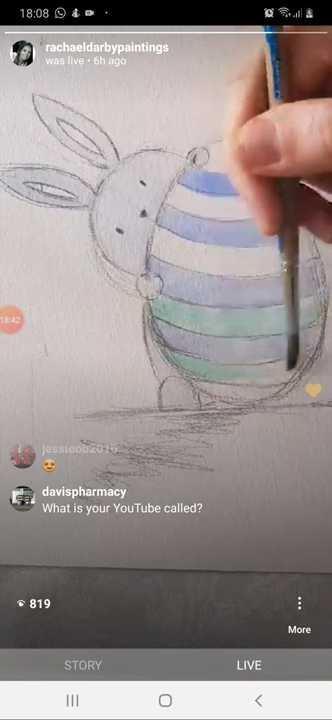 18:08
rachaeldarbypaintings
was live • 6h ago
18:42
jessieob2016
😍
davispharmacy
What is your YouTube called?
819
More
STORY LIVE